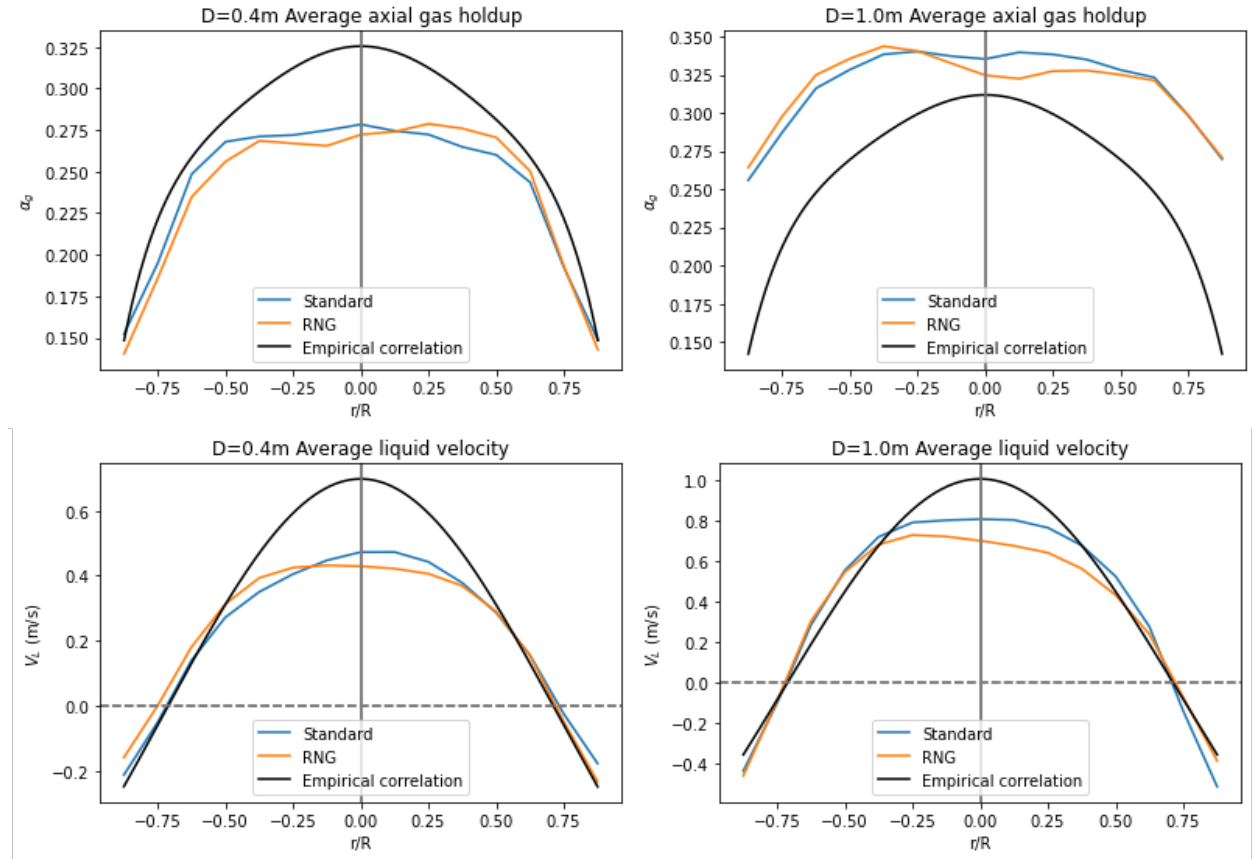 D=0.4m Average axial gas holdup
0.325
0.300
0.275
0.250
0.225
0.200
0.175
0.150
α_g
Standard
RNG
Empirical correlation
−0.75 −0.50 −0.25 0.00 0.25 0.50 0.75
r/R
D=1.0m Average axial gas holdup
0.350
0.325
0.300
0.275
0.250
0.225
0.200
0.175
0.150
α_g
Standard
RNG
Empirical correlation
−0.75 −0.50 −0.25 0.00 0.25 0.50 0.75
r/R
D=0.4m Average liquid velocity
0.6
0.4
0.2
0.0
−0.2
V_L (m/s)
Standard
RNG
Empirical correlation
−0.75 −0.50 −0.25 0.00 0.25 0.50 0.75
r/R
D=1.0m Average liquid velocity
1.0
0.8
0.6
0.4
0.2
0.0
−0.2
−0.4
V_L (m/s)
Standard
RNG
Empirical correlation
−0.75 −0.50 −0.25 0.00 0.25 0.50 0.75
r/R